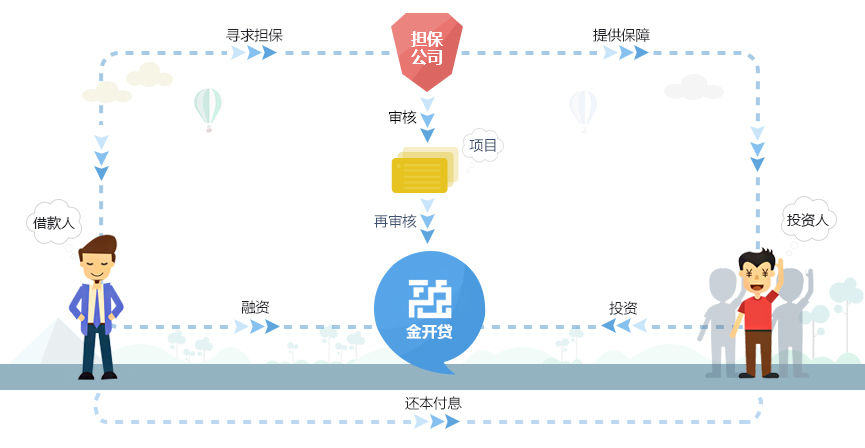 寻求担保
担保
公司
提供保障
审核
项目
借款人
再审核
投资人
融资
金开贷
投资
还本付息